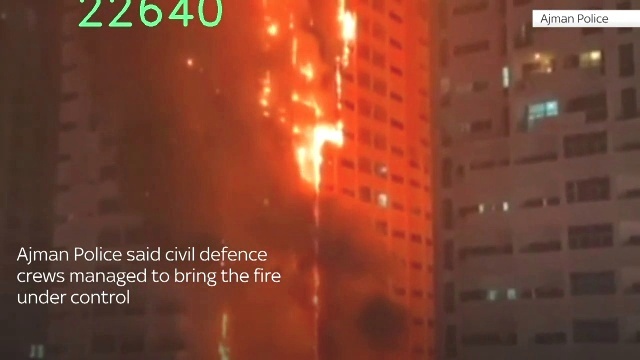 22640
Ajman Police
Ajman Police said civil defence
crews managed to bring the fire
under control